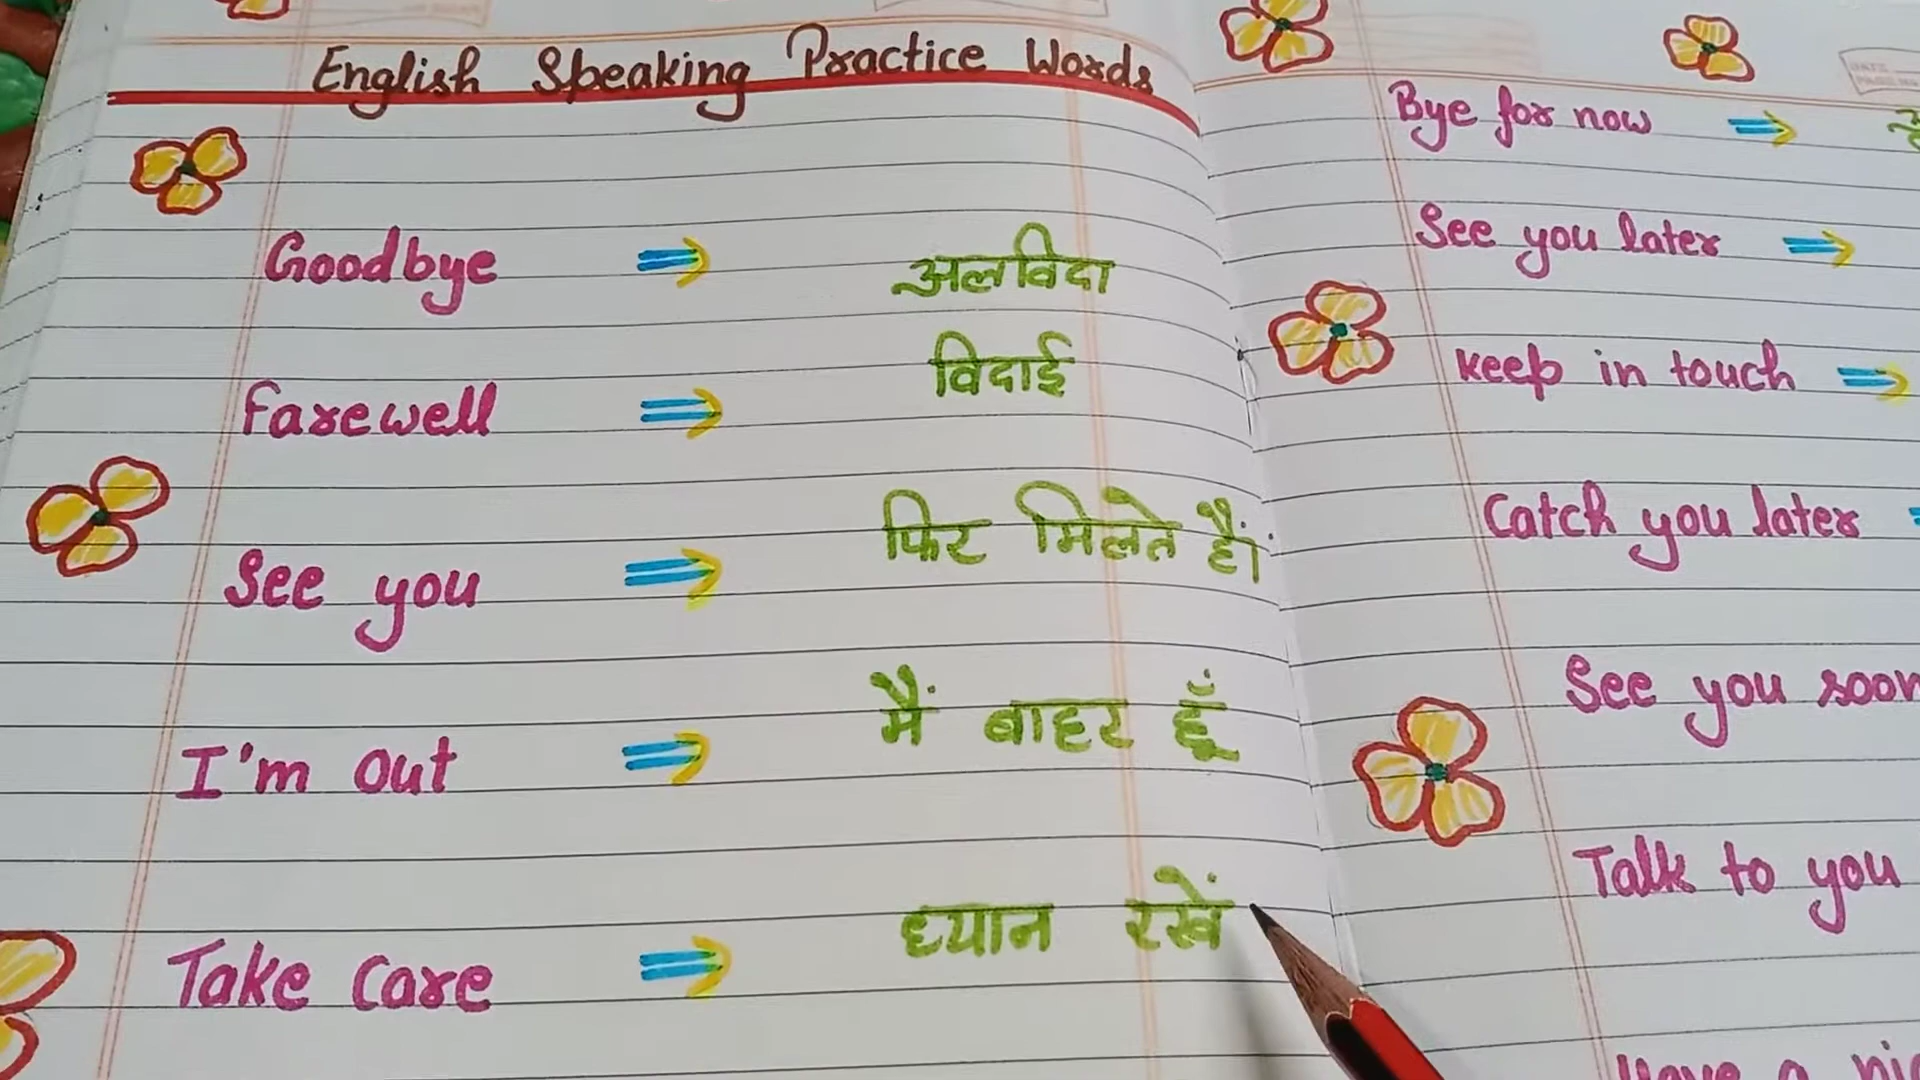 English Speaking Practice Words
Goodbye ⇒ अलविदा
Farewell ⇒ विदाई
See you ⇒ फिर मिलते हैं।
I'm out ⇒ मैं बाहर हूँ
Take care ⇒ ध्यान रखें
Bye for now ⇒
See you later ⇒
keep in touch ⇒
Catch you later
See you soon
Talk to you
Have a